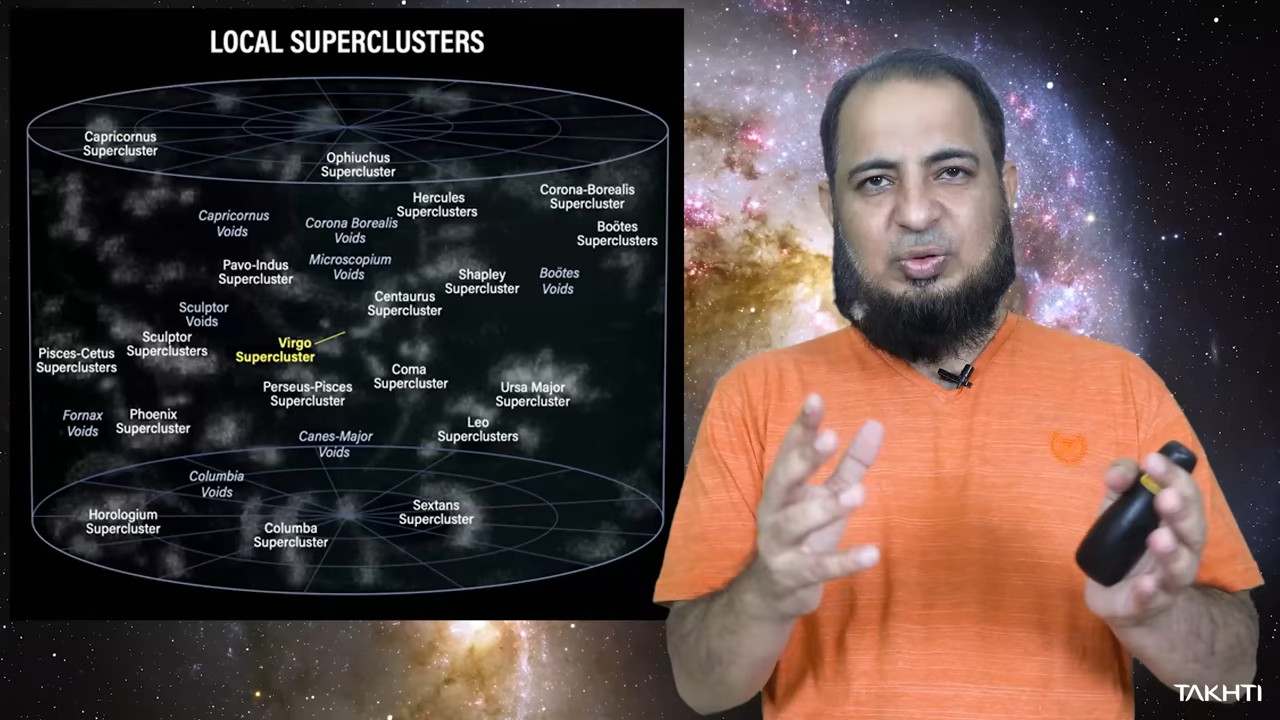 LOCAL SUPERCLUSTERS
Capricornus
Supercluster
Ophiuchus
Supercluster
Hercules
Superclusters
Corona-Borealis
Supercluster
Capricornus
Voids
Corona Borealis
Voids
Boötes
Superclusters
Pavo-Indus
Supercluster
Microscopium
Voids
Shapley
Supercluster
Boötes
Voids
Centaurus
Supercluster
Sculptor
Voids
Sculptor
Superclusters
Virgo
Supercluster
Pisces-Cetus
Superclusters
Perseus-Pisces
Supercluster
Coma
Supercluster
Ursa Major
Supercluster
Fornax
Voids
Phoenix
Supercluster
Leo
Superclusters
Canes-Major
Voids
Columbia
Voids
Horologium
Supercluster
Columba
Supercluster
Sextans
Supercluster
TAKHTI